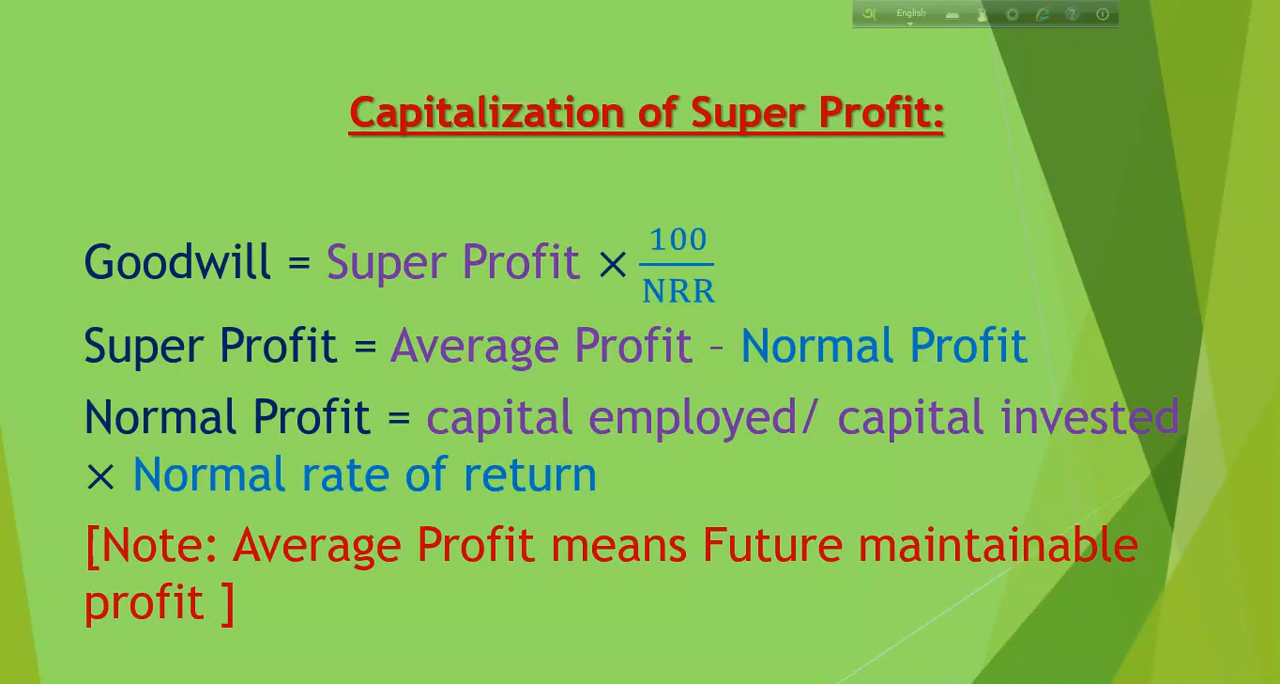 English
Capitalization of Super Profit:
Goodwill = Super Profit × 100/NRR
Super Profit = Average Profit – Normal Profit
Normal Profit = capital employed/ capital invested
× Normal rate of return
[Note: Average Profit means Future maintainable
profit ]